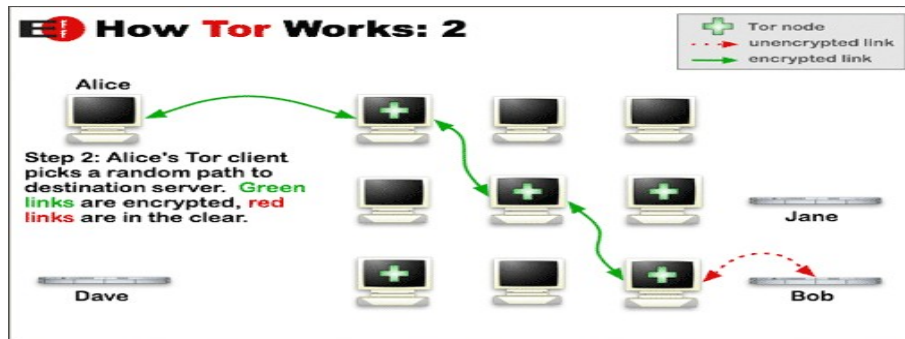 EFF How Tor Works: 2
Tor node
unencrypted link
encrypted link
Alice
Step 2: Alice's Tor client
picks a random path to
destination server. Green
links are encrypted, red
links are in the clear.
Jane
Dave
Bob